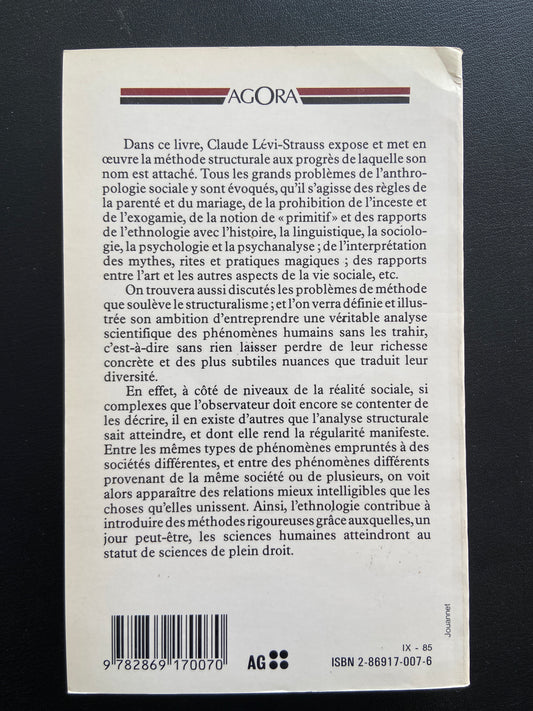 AGORA
Dans ce livre, Claude Lévi-Strauss expose et met en
œuvre la méthode structurale aux progrès de laquelle son
nom est attaché. Tous les grands problèmes de l'anthro-
pologie sociale y sont évoqués, qu'il s'agisse des règles de
la parenté et du mariage, de la prohibition de l'inceste et
de l'exogamie, de la notion de « primitif » et des rapports
de l'ethnologie avec l'histoire, la linguistique, la sociolo-
gie, la psychologie et la psychanalyse ; de l'interprétation
des mythes, rites et pratiques magiques ; des rapports
entre l'art et les autres aspects de la vie sociale, etc.
On trouvera aussi discutés les problèmes de méthode
que soulève le structuralisme ; et l'on verra définie et illus-
trée son ambition d'entreprendre une véritable analyse
scientifique des phénomènes humains sans les trahir,
c'est-à-dire sans rien laisser perdre de leur richesse
concrète et des plus subtiles nuances que traduit leur
diversité.
En effet, à côté de niveaux de la réalité sociale, si
complexes que l'observateur doit encore se contenter de
les décrire, il en existe d'autres que l'analyse structurale
sait atteindre, et dont elle rend la régularité manifeste.
Entre les mêmes types de phénomènes empruntés à des
sociétés différentes, et entre des phénomènes différents
provenant de la même société ou de plusieurs, on voit
alors apparaître des relations mieux intelligibles que les
choses qu'elles unissent. Ainsi, l'ethnologie contribue à
introduire des méthodes rigoureuses grâce auxquelles, un
jour peut-être, les sciences humaines atteindront au
statut de sciences de plein droit.
Jouannet
IX - 85
9 782869 170070
AG
ISBN 2-86917-007-6